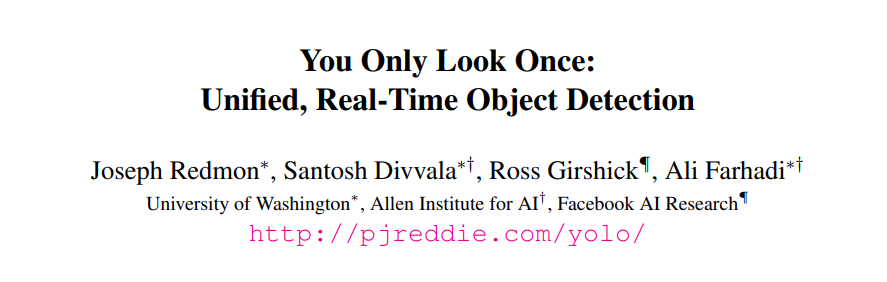 You Only Look Once:
Unified, Real-Time Object Detection
Joseph Redmon*, Santosh Divvala*†, Ross Girshick¶, Ali Farhadi*†
University of Washington*, Allen Institute for AI†, Facebook AI Research¶
http://pjreddie.com/yolo/